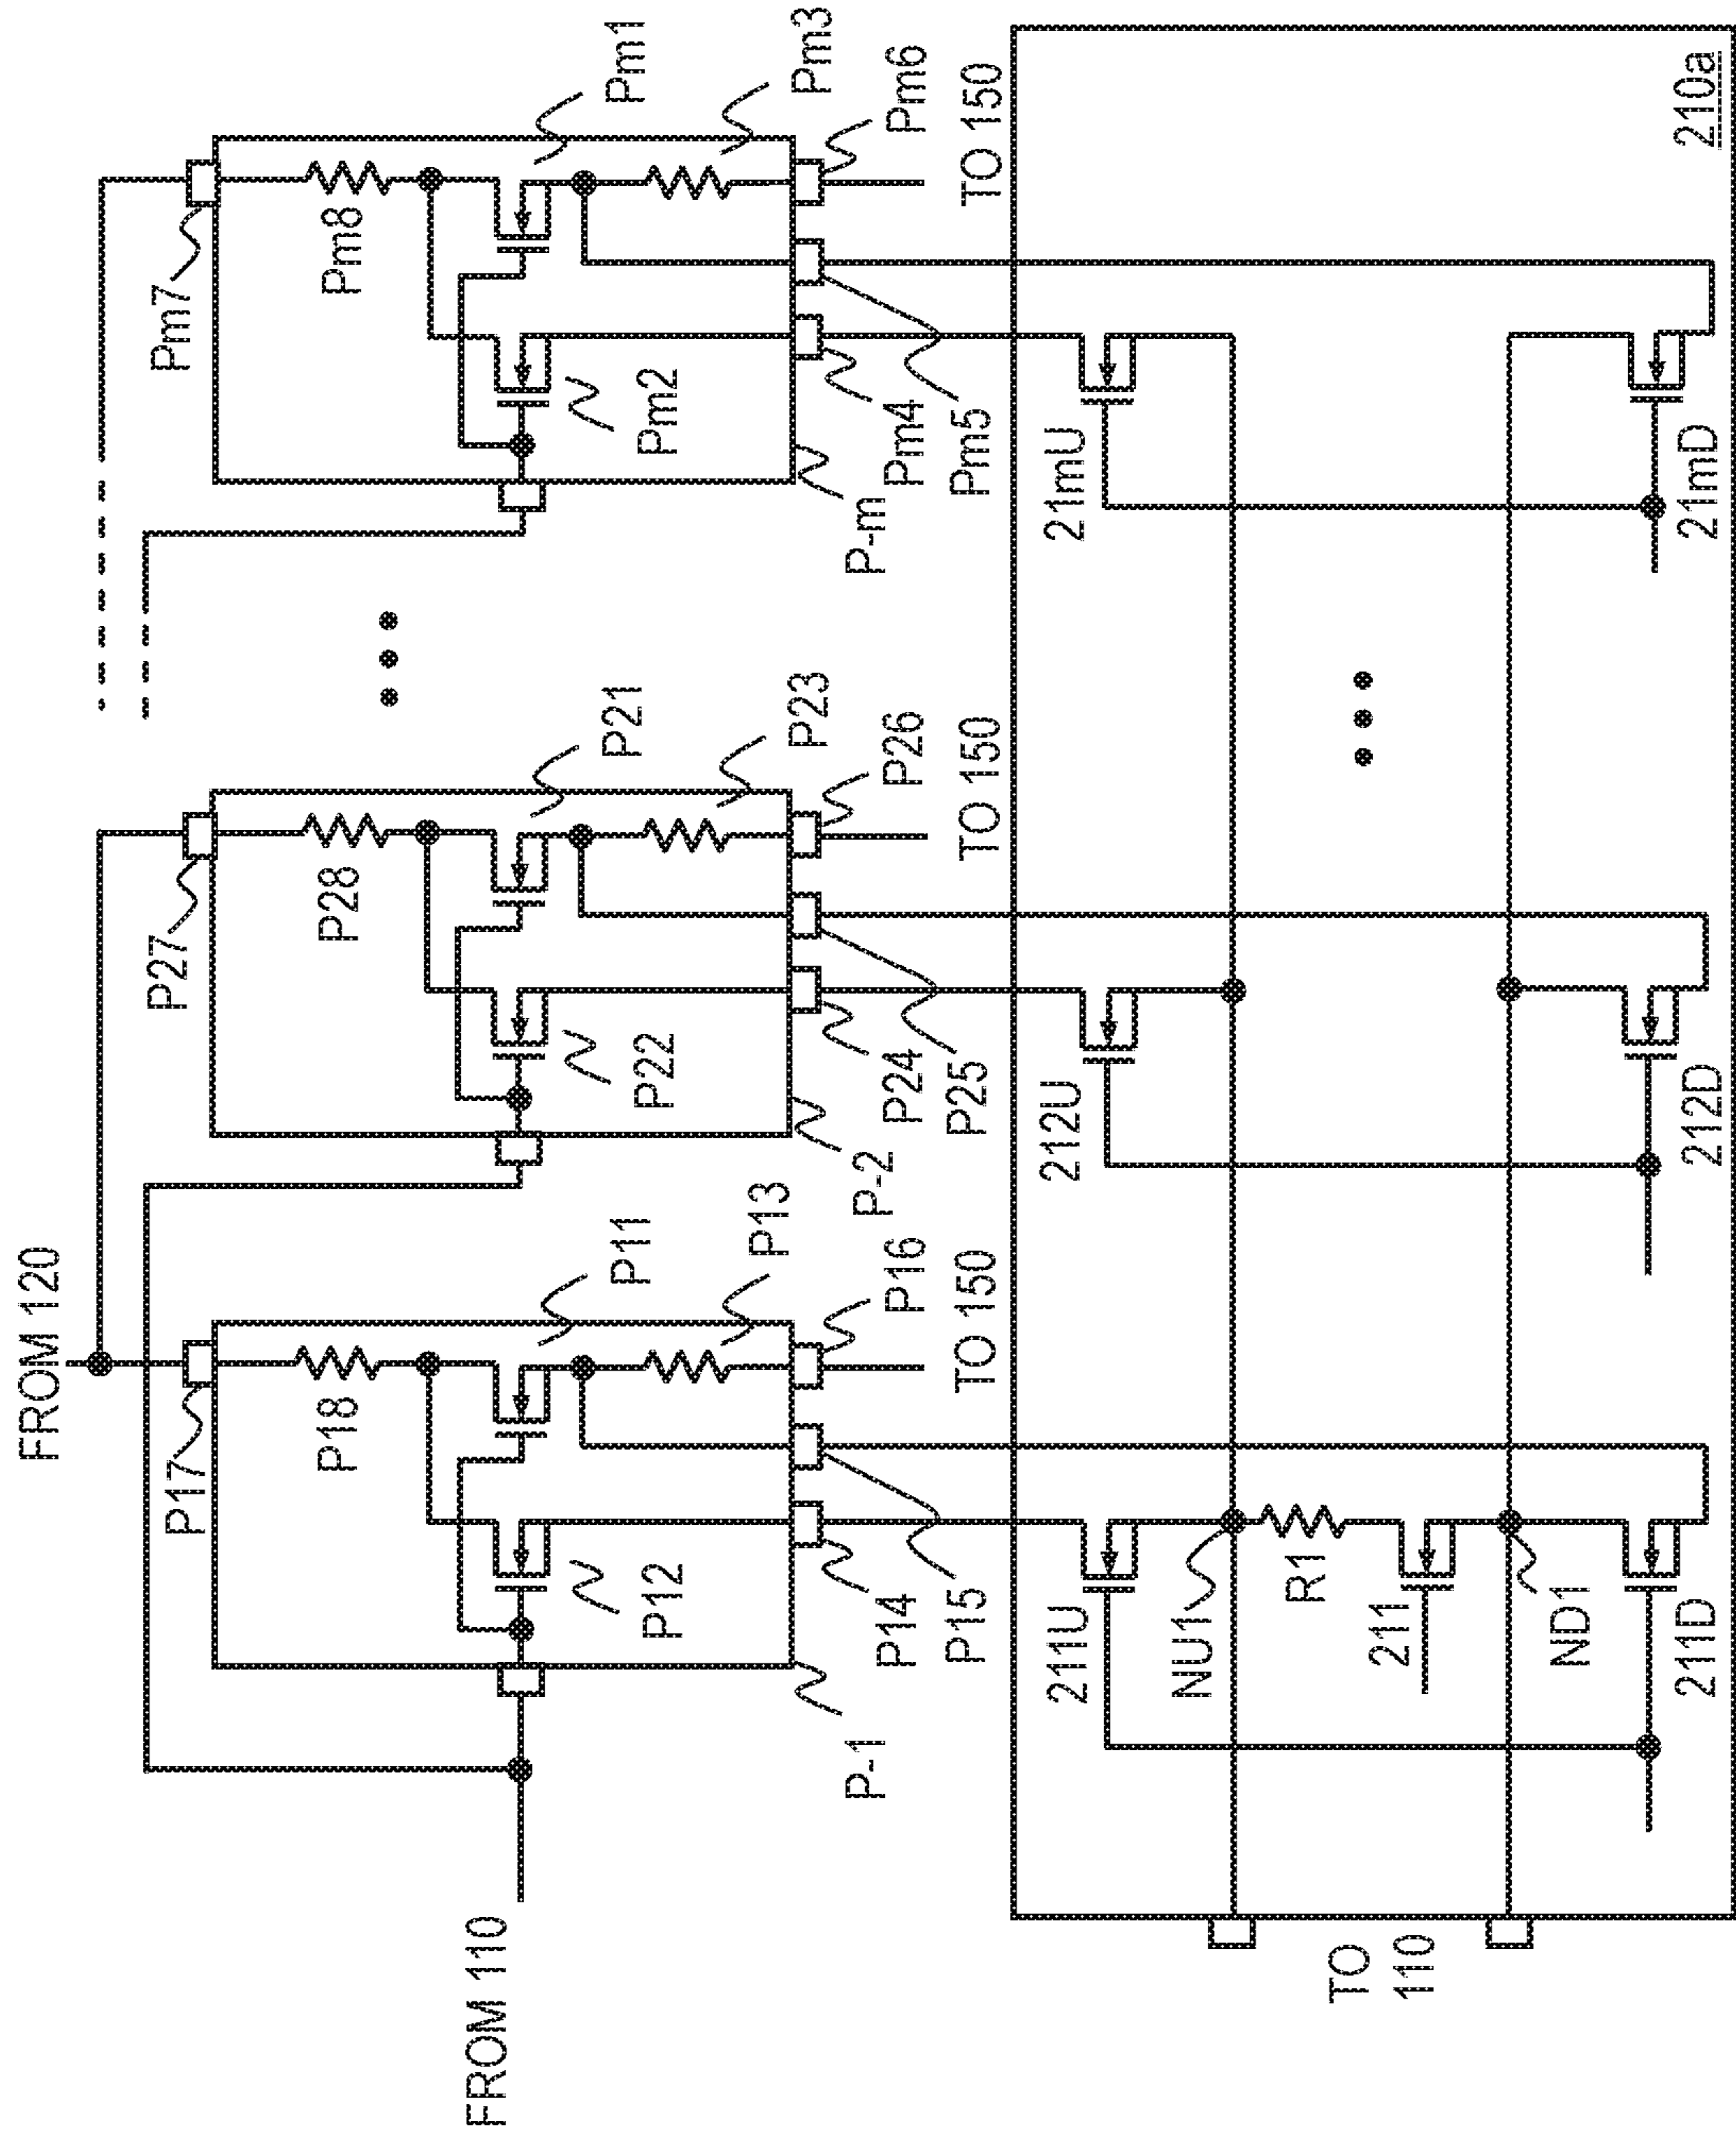 FROM 120
P17
P18
P11
P12
P13
P14
P15
P16
TO 150
P-1
FROM 110
P27
P28
P21
P22
P23
P24
P25
P26
TO 150
P-2
Pm7
Pm8
Pm1
Pm2
Pm3
Pm4
Pm5
Pm6
TO 150
P-m
211U
NU1
R1
211
ND1
211D
212U
212D
21mU
21mD
TO
110
210a